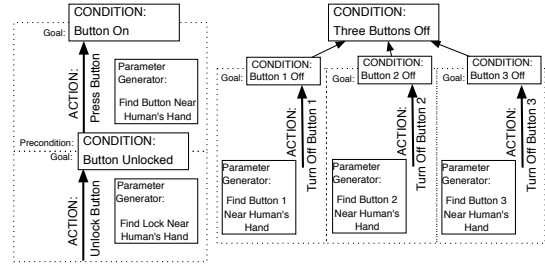 CONDITION:
Goal: Button On
ACTION:
Press Button
Parameter
Generator:
Find Button Near
Human's Hand
Precondition: CONDITION:
Goal: Button Unlocked
ACTION:
Unlock Button
Parameter
Generator:
Find Lock Near
Human's Hand
CONDITION:
Three Buttons Off
CONDITION:
Goal: Button 1 Off
ACTION:
Turn Off Button 1
Parameter
Generator:
Find Button 1
Near Human's
Hand
CONDITION:
Goal: Button 2 Off
ACTION:
Turn Off Button 2
Parameter
Generator:
Find Button 2
Near Human's
Hand
CONDITION:
Goal: Button 3 Off
ACTION:
Turn Off Button 3
Parameter
Generator:
Find Button 3
Near Human's
Hand